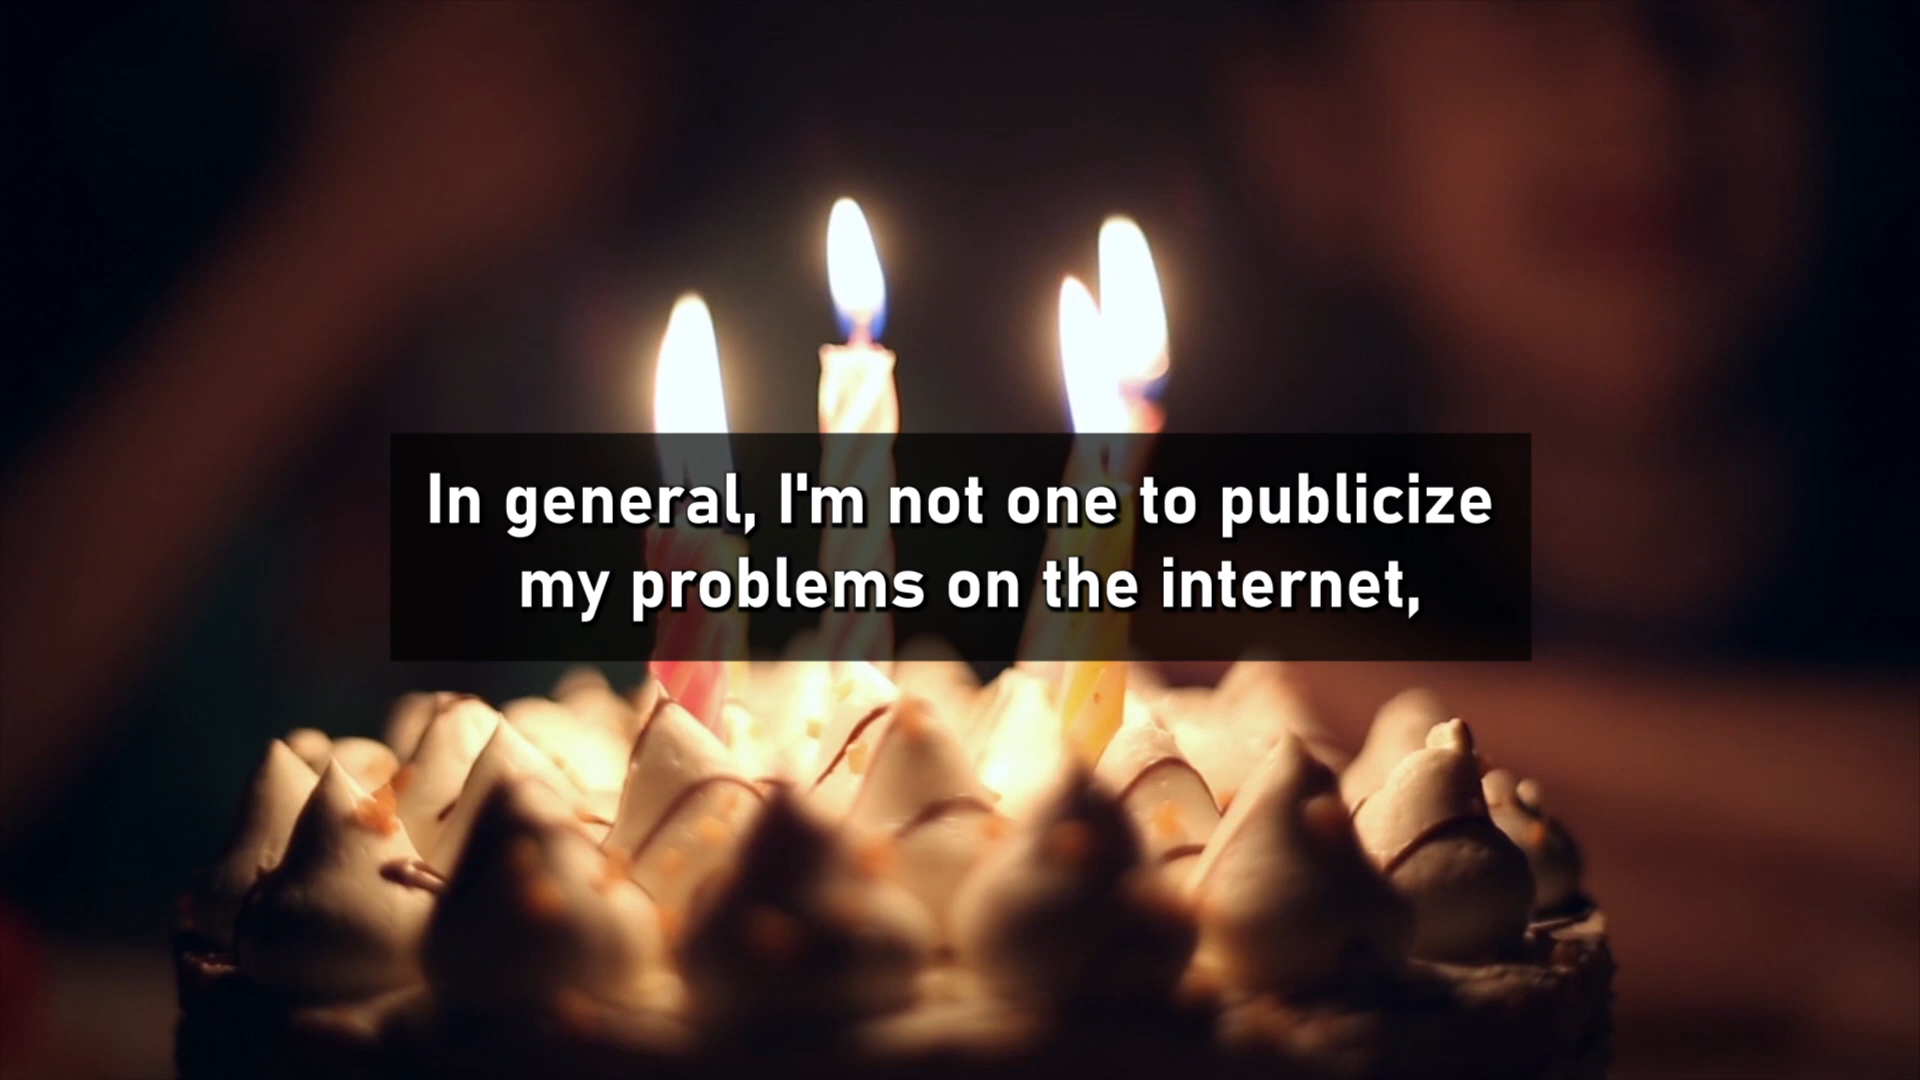 In general, I'm not one to publicize
my problems on the internet,